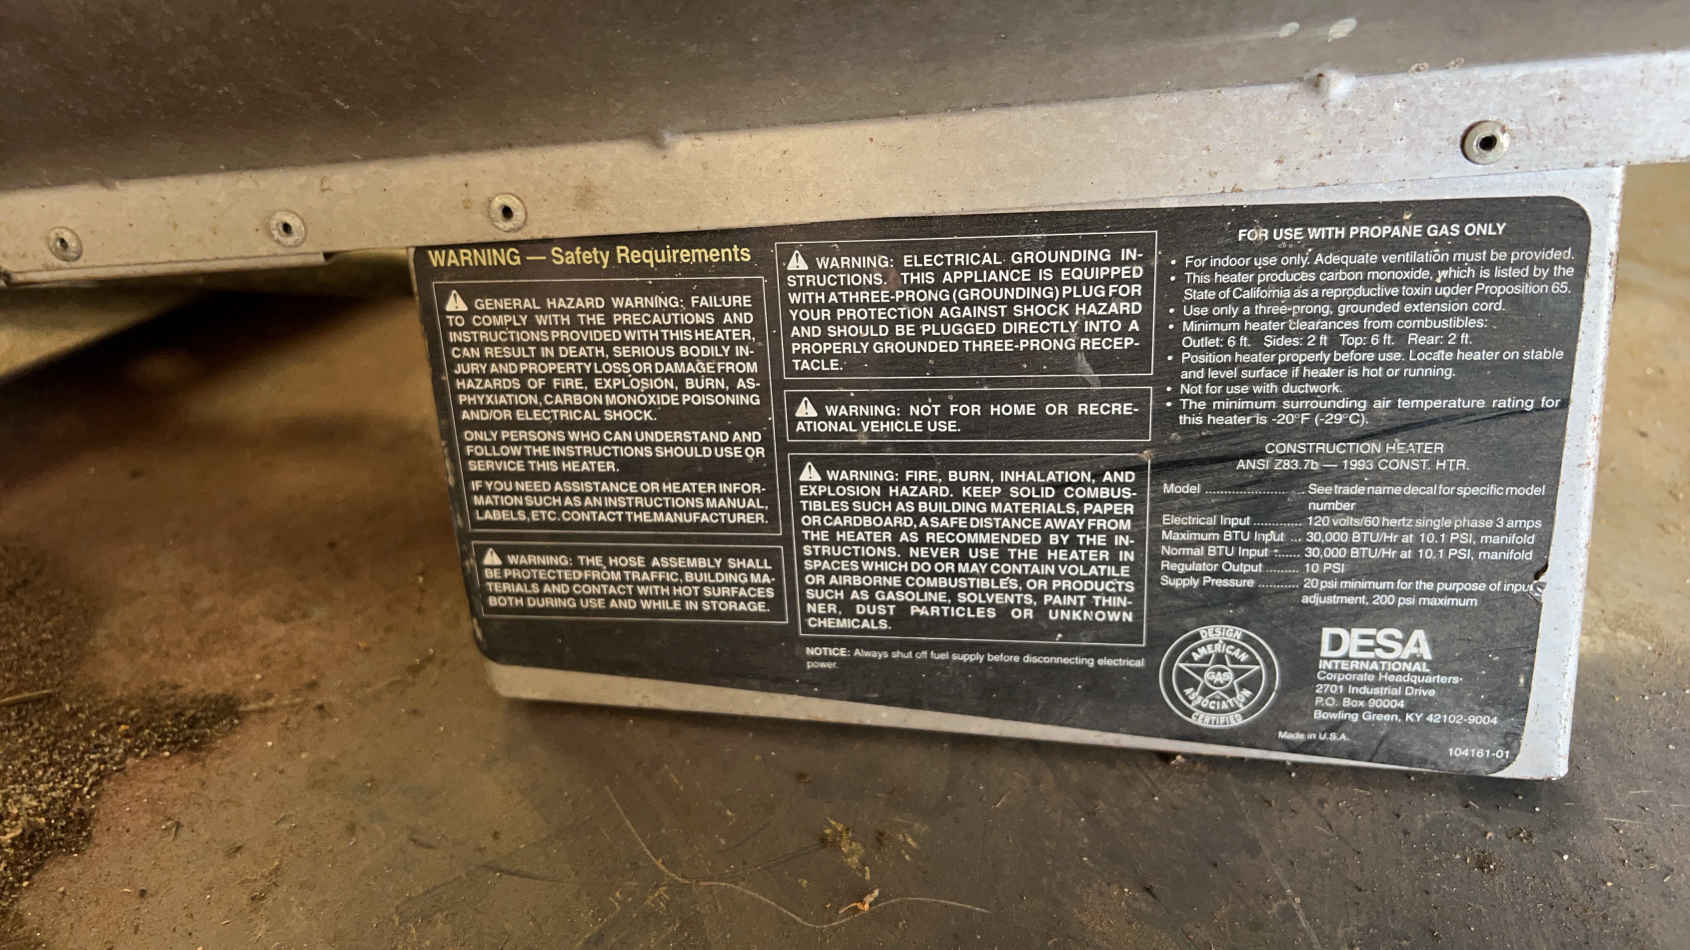 WARNING — Safety Requirements
GENERAL HAZARD WARNING: FAILURE
TO COMPLY WITH THE PRECAUTIONS AND
INSTRUCTIONS PROVIDED WITH THIS HEATER,
CAN RESULT IN DEATH, SERIOUS BODILY IN-
JURY AND PROPERTY LOSS OR DAMAGE FROM
HAZARDS OF FIRE, EXPLOSION, BURN, AS-
PHYXIATION, CARBON MONOXIDE POISONING
AND/OR ELECTRICAL SHOCK.
ONLY PERSONS WHO CAN UNDERSTAND AND
FOLLOW THE INSTRUCTIONS SHOULD USE OR
SERVICE THIS HEATER.
IF YOU NEED ASSISTANCE OR HEATER INFOR-
MATION SUCH AS AN INSTRUCTIONS MANUAL,
LABELS, ETC. CONTACT THE MANUFACTURER.
WARNING: THE HOSE ASSEMBLY SHALL
BE PROTECTED FROM TRAFFIC, BUILDING MA-
TERIALS AND CONTACT WITH HOT SURFACES
BOTH DURING USE AND WHILE IN STORAGE.
WARNING: ELECTRICAL GROUNDING IN-
STRUCTIONS. THIS APPLIANCE IS EQUIPPED
WITH A THREE-PRONG (GROUNDING) PLUG FOR
YOUR PROTECTION AGAINST SHOCK HAZARD
AND SHOULD BE PLUGGED DIRECTLY INTO A
PROPERLY GROUNDED THREE-PRONG RECEP-
TACLE.
WARNING: NOT FOR HOME OR RECRE-
ATIONAL VEHICLE USE.
WARNING: FIRE, BURN, INHALATION, AND
EXPLOSION HAZARD. KEEP SOLID COMBUS-
TIBLES SUCH AS BUILDING MATERIALS, PAPER
OR CARDBOARD, A SAFE DISTANCE AWAY FROM
THE HEATER AS RECOMMENDED BY THE IN-
STRUCTIONS. NEVER USE THE HEATER IN
SPACES WHICH DO OR MAY CONTAIN VOLATILE
OR AIRBORNE COMBUSTIBLES, OR PRODUCTS
SUCH AS GASOLINE, SOLVENTS, PAINT THIN-
NER, DUST PARTICLES OR UNKNOWN
CHEMICALS.
NOTICE: Always shut off fuel supply before disconnecting electrical
power.
FOR USE WITH PROPANE GAS ONLY
• For indoor use only. Adequate ventilation must be provided.
• This heater produces carbon monoxide, which is listed by the
State of California as a reproductive toxin under Proposition 65.
• Use only a three-prong, grounded extension cord.
• Minimum heater clearances from combustibles:
Outlet: 6 ft. Sides: 2 ft Top: 6 ft. Rear: 2 ft.
• Position heater properly before use. Locate heater on stable
and level surface if heater is hot or running.
• Not for use with ductwork.
• The minimum surrounding air temperature rating for
this heater is -20°F (-29°C).
CONSTRUCTION HEATER
ANSI Z83.7b — 1993 CONST. HTR.
Model ........................ See trade name decal for specific model
number
Electrical Input ............ 120 volts/60 hertz single phase 3 amps
Maximum BTU Input ... 30,000 BTU/Hr at 10.1 PSI, manifold
Normal BTU Input ...... 30,000 BTU/Hr at 10.1 PSI, manifold
Regulator Output ........ 10 PSI
Supply Pressure .......... 20 psi minimum for the purpose of input
adjustment, 200 psi maximum
DESIGN
AMERICAN
GAS
ASSOCIATION
CERTIFIED
DESA
INTERNATIONAL
Corporate Headquarters
2701 Industrial Drive
P.O. Box 90004
Bowling Green, KY 42102-9004
Made in U.S.A.
104161-01